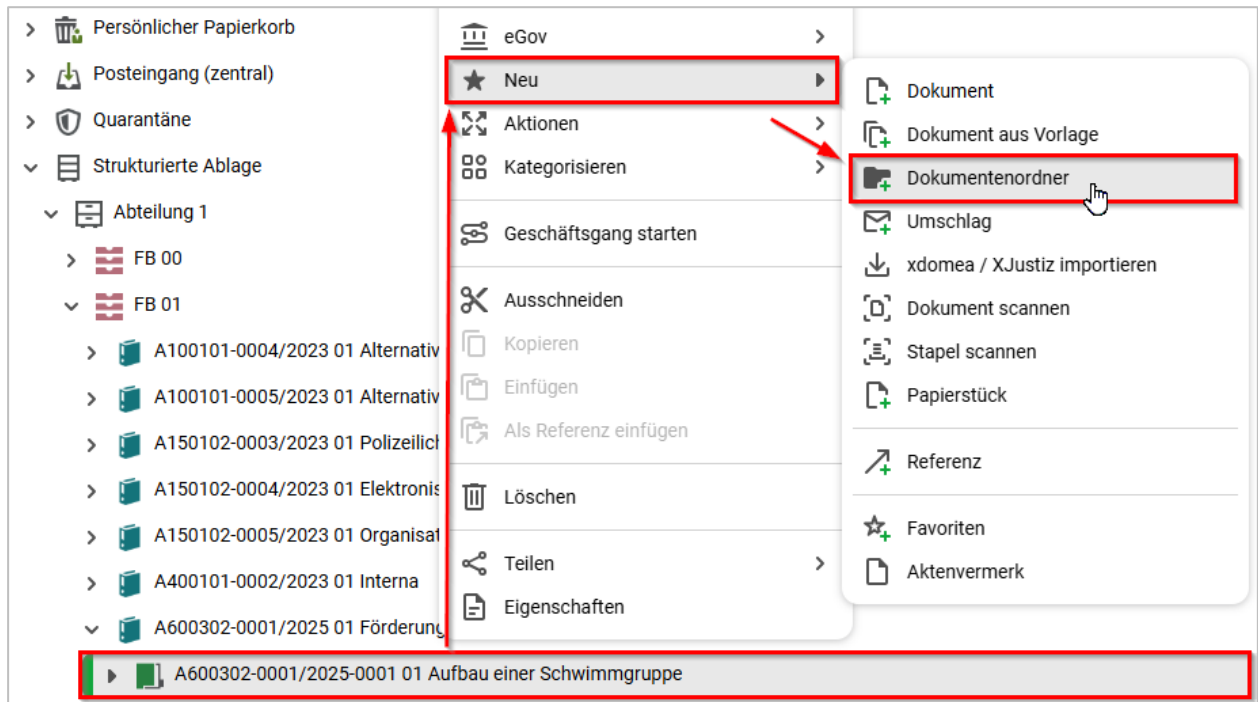 Persönlicher Papierkorb
Posteingang (zentral)
Quarantäne
Strukturierte Ablage
Abteilung 1
FB 00
FB 01
A100101-0004/2023 01 Alternativ
A100101-0005/2023 01 Alternativ
A150102-0003/2023 01 Polizeilich
A150102-0004/2023 01 Elektronis
A150102-0005/2023 01 Organisat
A400101-0002/2023 01 Interna
A600302-0001/2025 01 Förderung
A600302-0001/2025-0001 01 Aufbau einer Schwimmgruppe
eGov
Neu
Aktionen
Kategorisieren
Geschäftsgang starten
Ausschneiden
Kopieren
Einfügen
Als Referenz einfügen
Löschen
Teilen
Eigenschaften
Dokument
Dokument aus Vorlage
Dokumentenordner
Umschlag
xdomea / XJustiz importieren
Dokument scannen
Stapel scannen
Papierstück
Referenz
Favoriten
Aktenvermerk